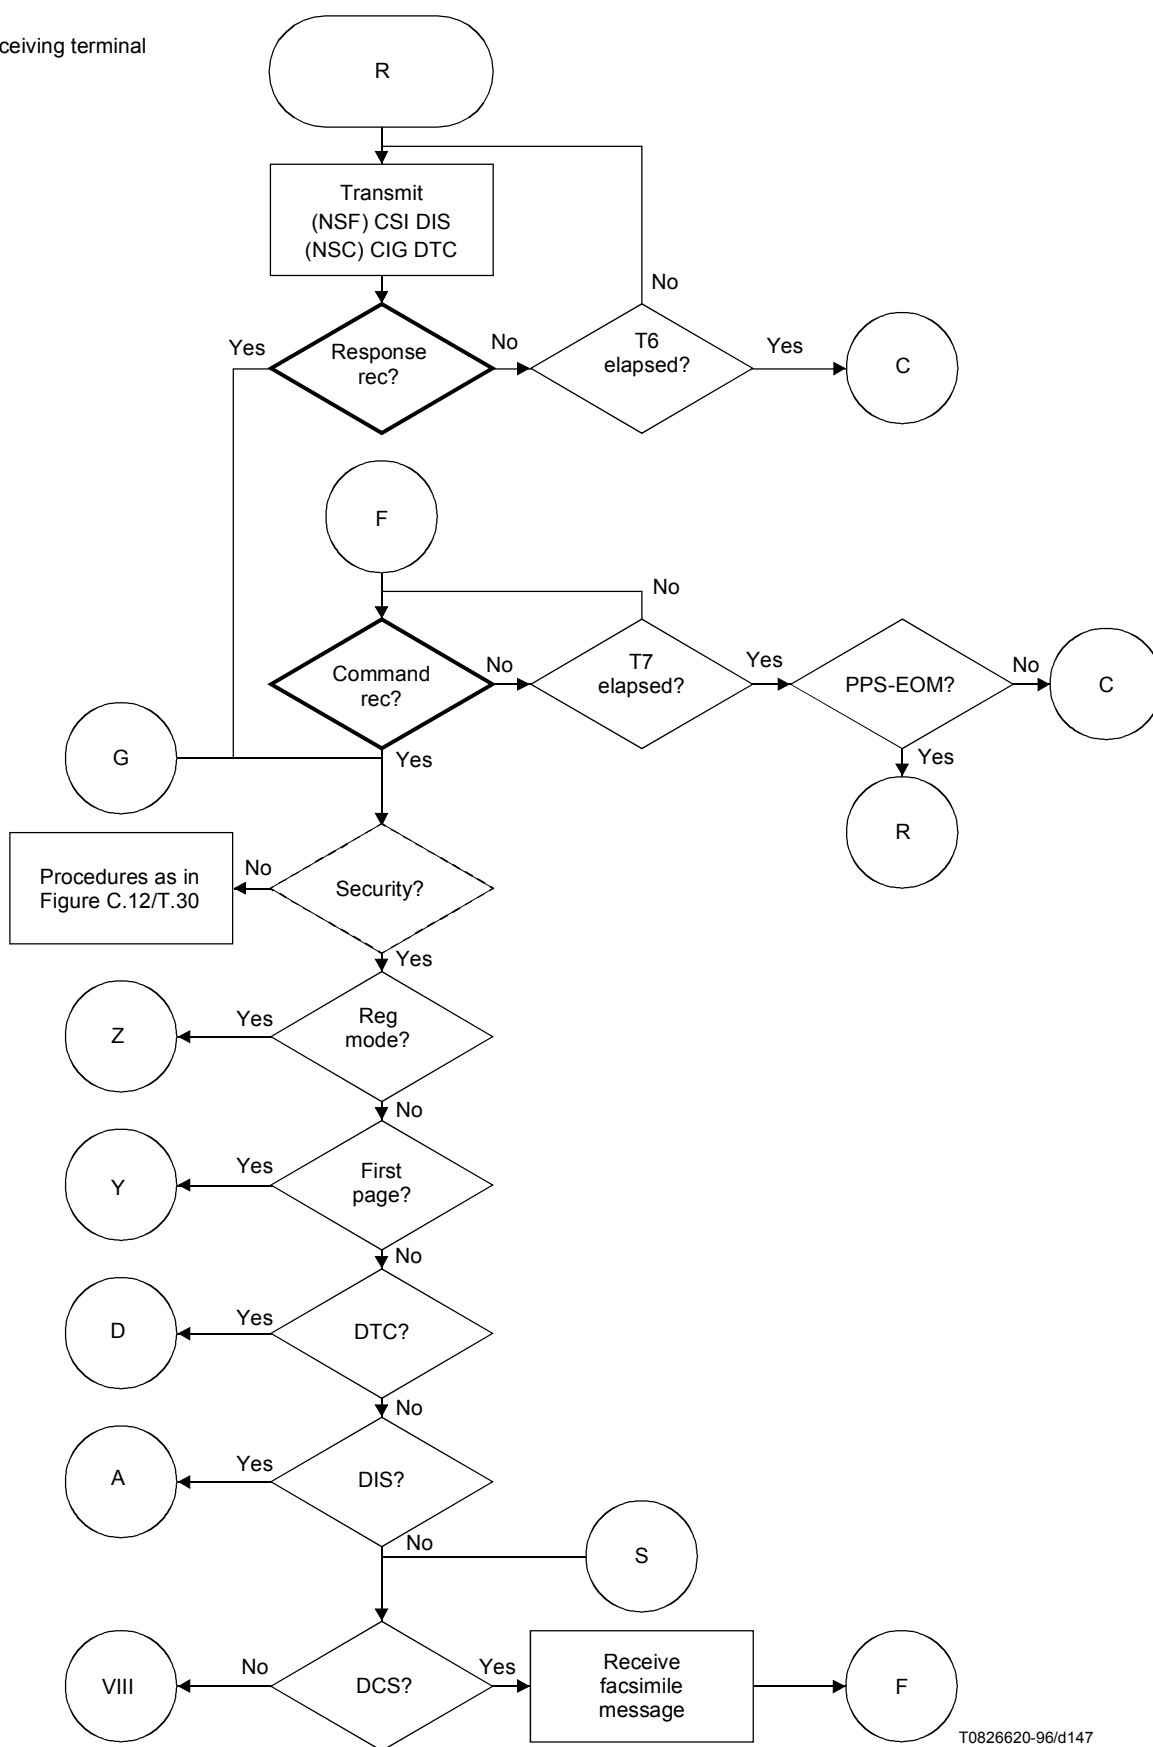 ceiving terminal
R
Transmit
(NSF) CSI DIS
(NSC) CIG DTC
No
Yes
Response
rec?
No
T6
elapsed?
Yes
C
F
No
Command
rec?
No
T7
elapsed?
Yes
PPS-EOM?
No
C
G
Yes
Yes
R
Procedures as in
Figure C.12/T.30
No
Security?
Yes
Z
Yes
Reg
mode?
No
Y
Yes
First
page?
No
D
Yes
DTC?
No
A
Yes
DIS?
No
S
VIII
No
DCS?
Yes
Receive
facsimile
message
F
T0826620-96/d147